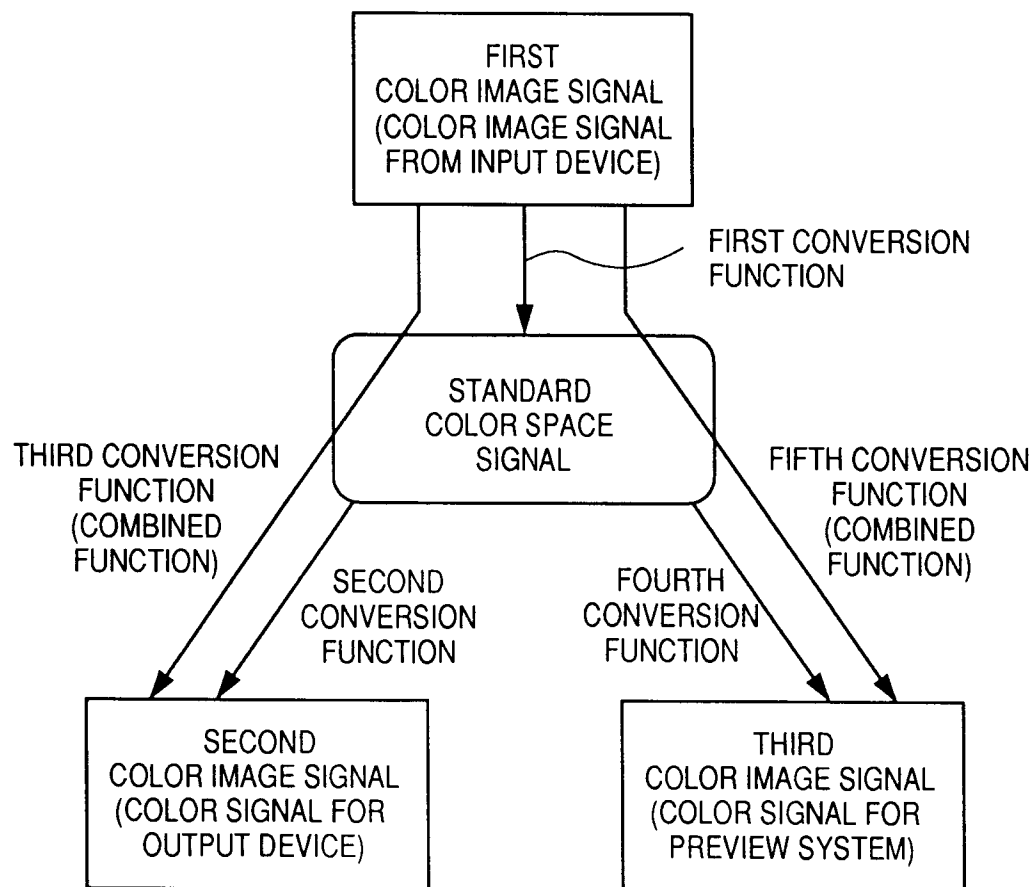 FIRST
COLOR IMAGE SIGNAL
(COLOR IMAGE SIGNAL
FROM INPUT DEVICE)
FIRST CONVERSION
FUNCTION
STANDARD
COLOR SPACE
SIGNAL
THIRD CONVERSION
FUNCTION
(COMBINED
FUNCTION)
FIFTH CONVERSION
FUNCTION
(COMBINED
FUNCTION)
SECOND
CONVERSION
FUNCTION
FOURTH
CONVERSION
FUNCTION
SECOND
COLOR IMAGE SIGNAL
(COLOR SIGNAL FOR
OUTPUT DEVICE)
THIRD
COLOR IMAGE SIGNAL
(COLOR SIGNAL FOR
PREVIEW SYSTEM)